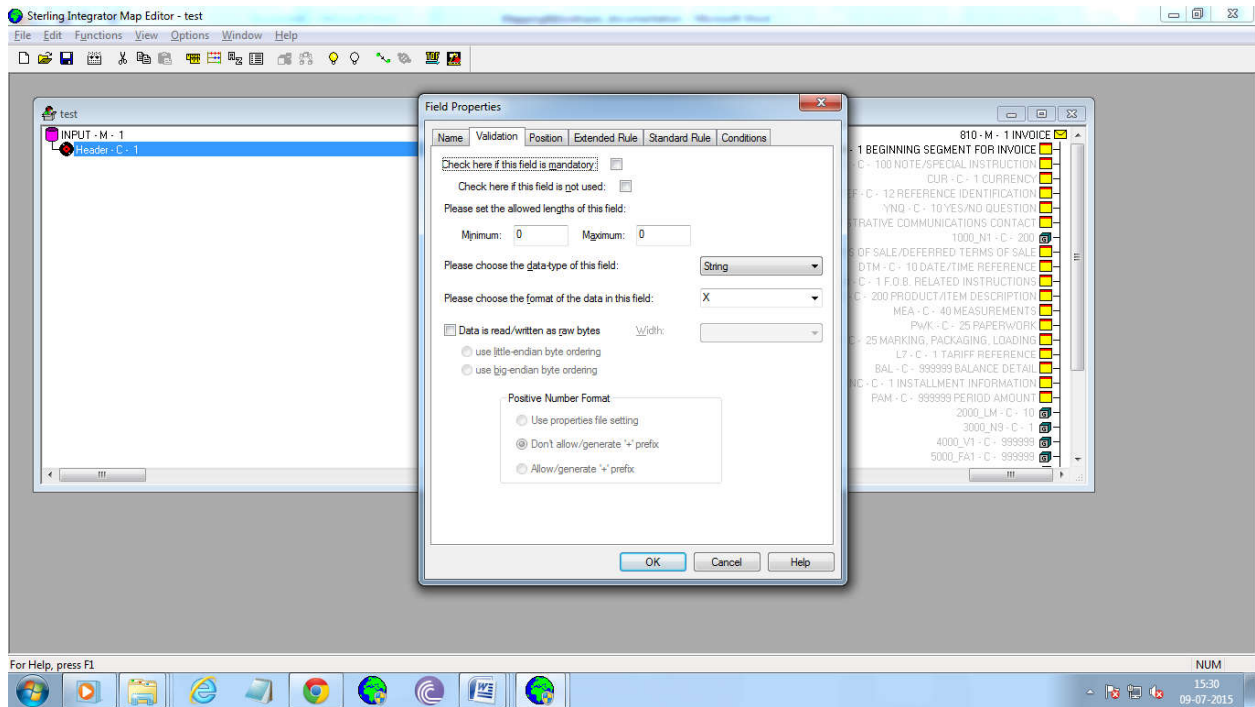 Sterling Integrator Map Editor - test
File Edit Functions View Options Window Help
test
INPUT - M - 1
Header - C - 1
Field Properties
Name Validation Position Extended Rule Standard Rule Conditions
Check here if this field is mandatory:
Check here if this field is not used:
Please set the allowed lengths of this field:
Minimum: 0 Maximum: 0
Please choose the data-type of this field: String
Please choose the format of the data in this field: X
Data is read/written as raw bytes Width:
use little-endian byte ordering
use big-endian byte ordering
Positive Number Format
Use properties file setting
Don't allow/generate '+' prefix
Allow/generate '+' prefix
OK Cancel Help
810 - M - 1 INVOICE
- 1 BEGINNING SEGMENT FOR INVOICE
C - 100 NOTE/SPECIAL INSTRUCTION
CUR - C - 1 CURRENCY
- C - 12 REFERENCE IDENTIFICATION
YNQ - C - 10 YES/NO QUESTION
TRATIVE COMMUNICATIONS CONTACT
1000_N1 - C - 200
OF SALE/DEFERRED TERMS OF SALE
DTM - C - 10 DATE/TIME REFERENCE
- C - 1 F.O.B. RELATED INSTRUCTIONS
C - 200 PRODUCT/ITEM DESCRIPTION
MEA - C - 40 MEASUREMENTS
PWK - C - 25 PAPERWORK
- 25 MARKING, PACKAGING, LOADING
L7 - C - 1 TARIFF REFERENCE
BAL - C - 999999 BALANCE DETAIL
NC - C - 1 INSTALLMENT INFORMATION
PAM - C - 999999 PERIOD AMOUNT
2000_LM - C - 10
3000_N9 - C - 1
4000_V1 - C - 999999
5000_FA1 - C - 999999
For Help, press F1
NUM
15:30
09-07-2015